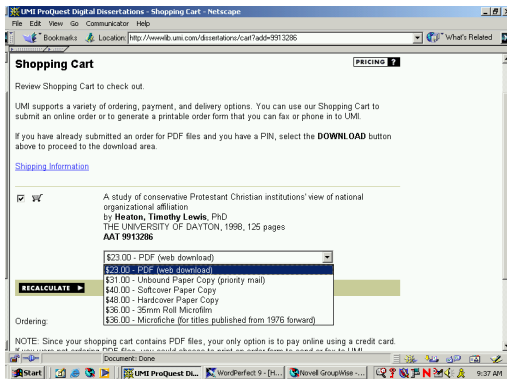 UMI ProQuest Digital Dissertations - Shopping Cart - Netscape
File Edit View Go Communicator Help
Bookmarks Location: http://wwwlib.umi.com/dissertations/cart?add=9913286 What's Related
Shopping Cart PRICING ?
Review Shopping Cart to check out.
UMI supports a variety of ordering, payment, and delivery options. You can use our Shopping Cart to
submit an online order or to generate a printable order form that you can fax or phone in to UMI.
If you have already submitted an order for PDF files and you have a PIN, select the DOWNLOAD button
above to proceed to the download area.
Shipping Information
A study of conservative Protestant Christian institutions' view of national
organizational affiliation
by Heaton, Timothy Lewis, PhD
THE UNIVERSITY OF DAYTON, 1998, 125 pages
AAT 9913286
$23.00 - PDF (web download)
$23.00 - PDF (web download)
$31.00 - Unbound Paper Copy (priority mail)
$40.00 - Softcover Paper Copy
$48.00 - Hardcover Paper Copy
$36.00 - 35mm Roll Microfilm
$36.00 - Microfiche (for titles published from 1976 forward)
RECALCULATE
Ordering:
NOTE: Since your shopping cart contains PDF files, your only option is to pay online using a credit card.
Document: Done
Start UMI ProQuest Di... WordPerfect 9 - [H... Novell GroupWise -... 9:37 AM